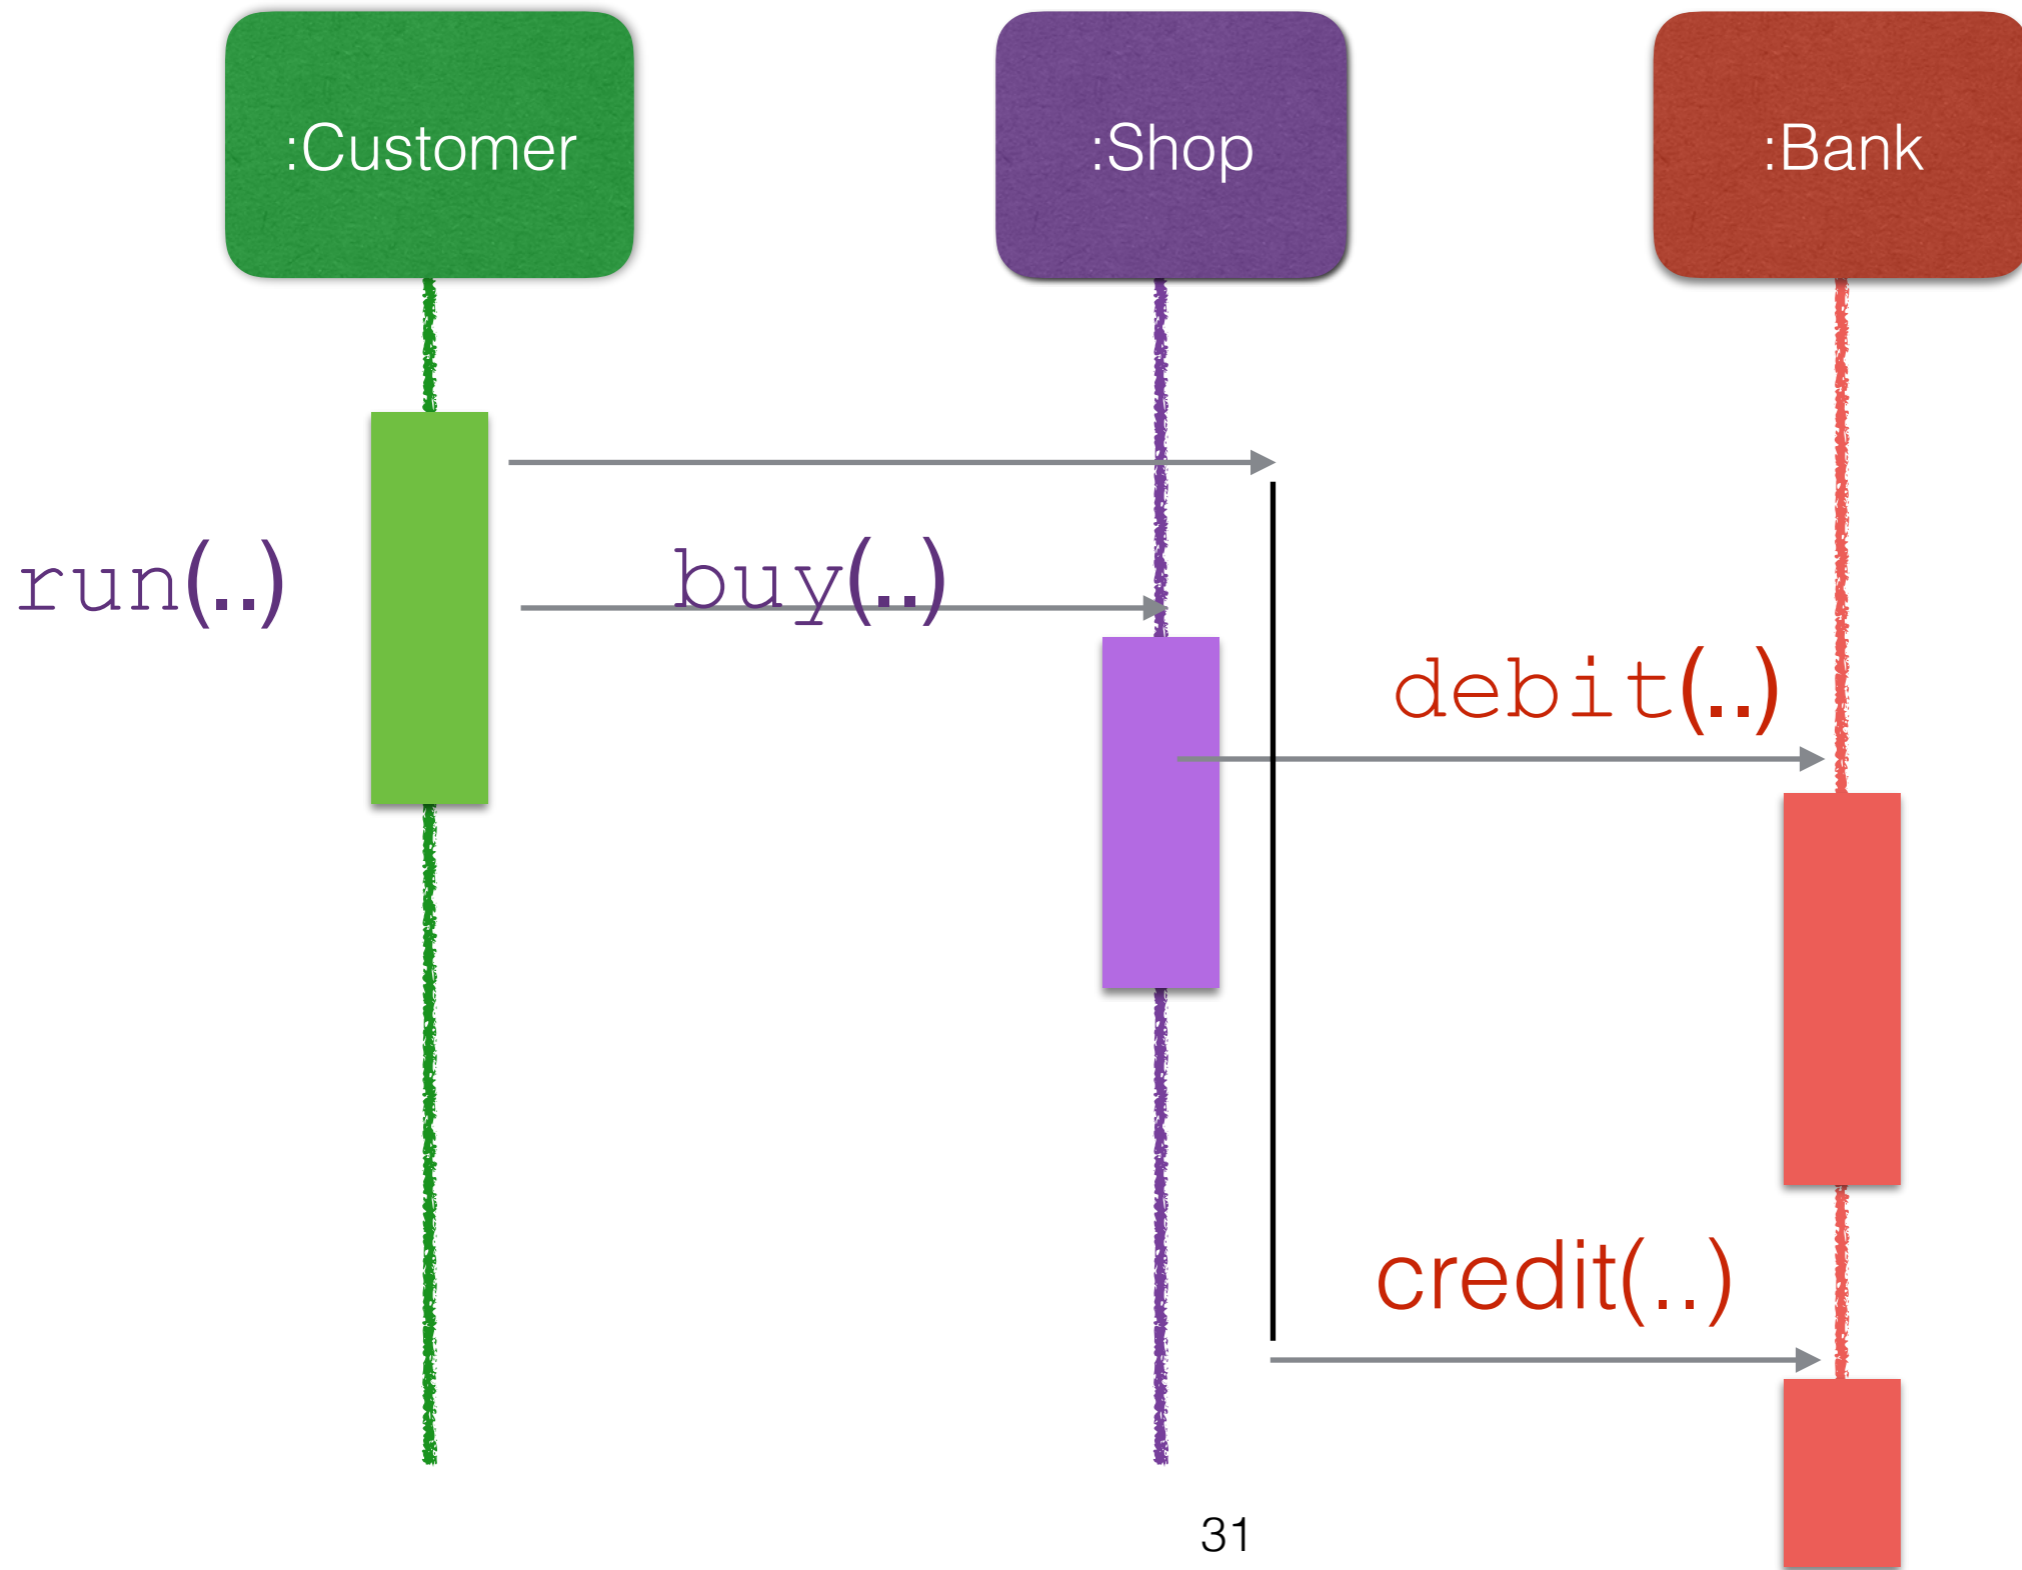 :Customer
:Shop
:Bank
run(..)
buy(..)
debit(..)
credit(..)
31